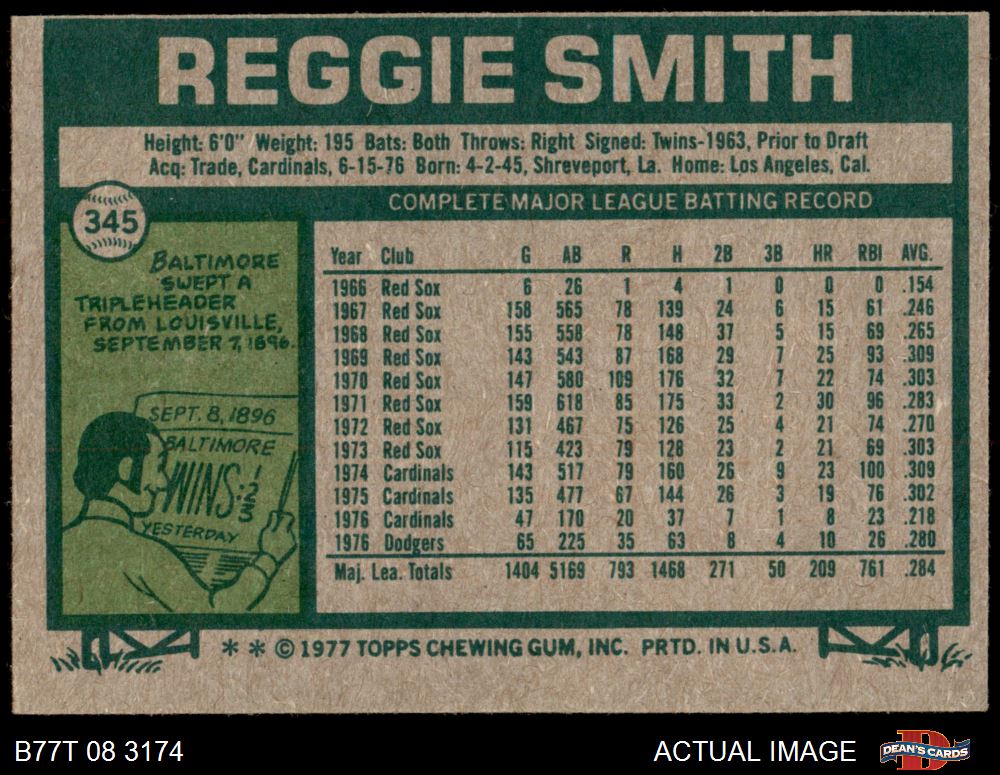 REGGIE SMITH
Height: 6'0" Weight: 195 Bats: Both Throws: Right Signed: Twins-1963, Prior to Draft
Acq: Trade, Cardinals, 6-15-76 Born: 4-2-45, Shreveport, La. Home: Los Angeles, Cal.
345
COMPLETE MAJOR LEAGUE BATTING RECORD
BALTIMORE
SWEPT A
TRIPLEHEADER
FROM LOUISVILLE,
SEPTEMBER 7, 1896.
SEPT. 8, 1896
BALTIMORE
WINS: 1 2 3
YESTERDAY
Year Club G AB R H 2B 3B HR RBI AVG.
1966 Red Sox 6 26 1 4 1 0 0 0 .154
1967 Red Sox 158 565 78 139 24 6 15 61 .246
1968 Red Sox 155 558 78 148 37 5 15 69 .265
1969 Red Sox 143 543 87 168 29 7 25 93 .309
1970 Red Sox 147 580 109 176 32 7 22 74 .303
1971 Red Sox 159 618 85 175 33 2 30 96 .283
1972 Red Sox 131 467 75 126 25 4 21 74 .270
1973 Red Sox 115 423 79 128 23 2 21 69 .303
1974 Cardinals 143 517 79 160 26 9 23 100 .309
1975 Cardinals 135 477 67 144 26 3 19 76 .302
1976 Cardinals 47 170 20 37 7 1 8 23 .218
1976 Dodgers 65 225 35 63 8 4 10 26 .280
Maj. Lea. Totals 1404 5169 793 1468 271 50 209 761 .284
* * © 1977 TOPPS CHEWING GUM, INC. PRTD. IN U.S.A.
B77T 08 3174
ACTUAL IMAGE
D
DEAN'S CARDS